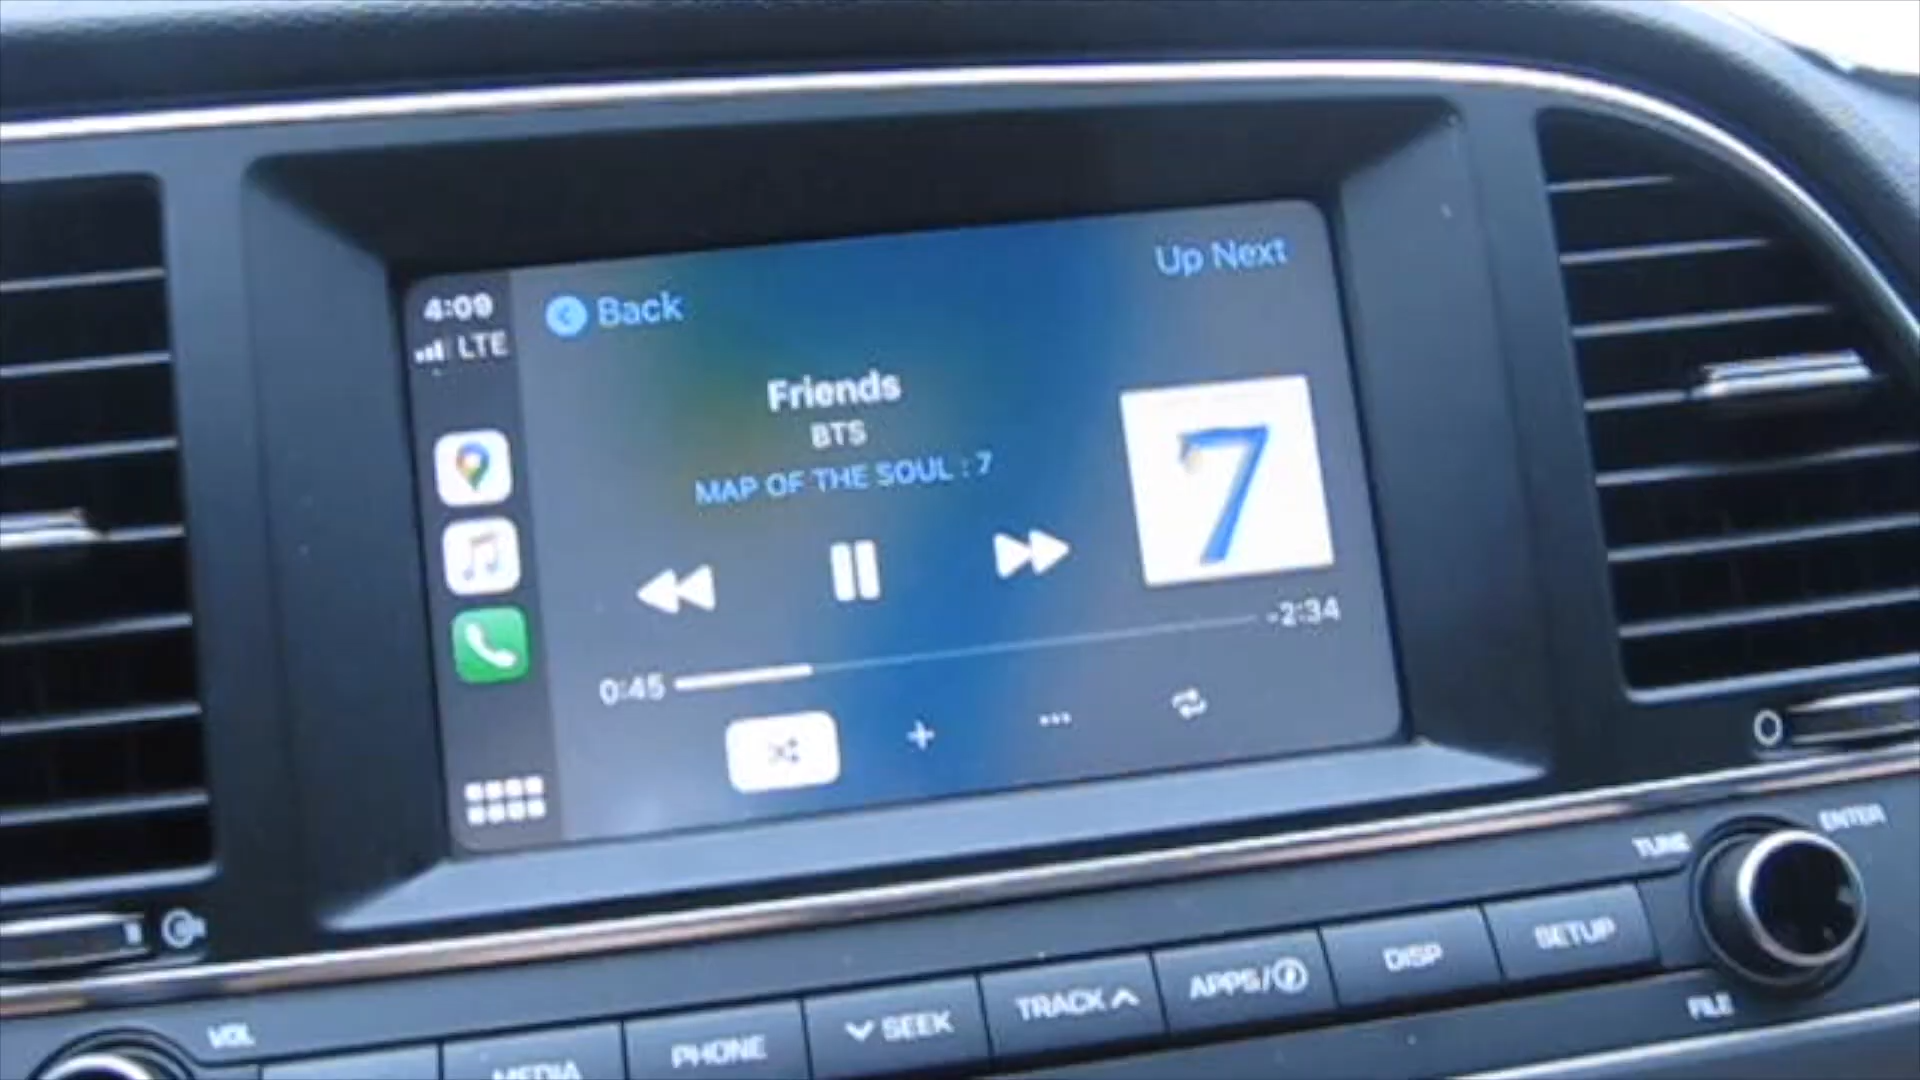 4:09
LTE
Back
Up Next
Friends
BTS
MAP OF THE SOUL : 7
7
0:45
-2:34
VOL
MEDIA
PHONE
SEEK
TRACK
APPS/
DISP
SETUP
TUNE
ENTER
FILE